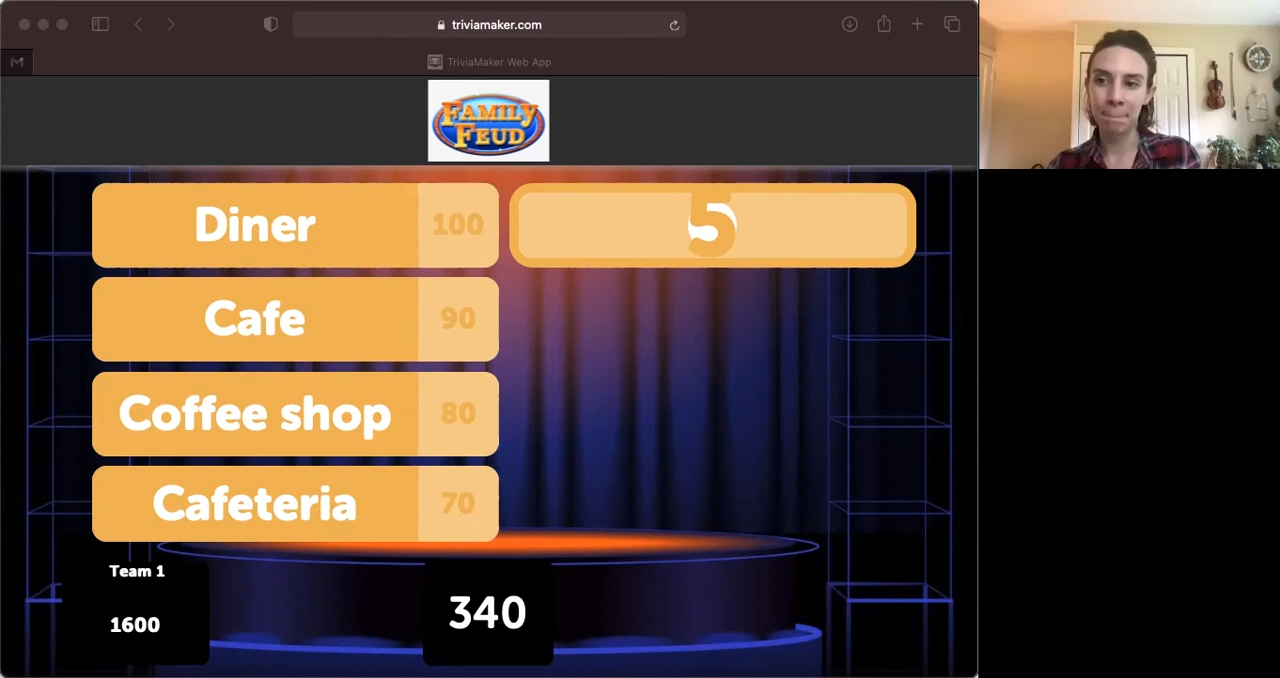 triviamaker.com
M
TriviaMaker Web App
FAMILY
FEUD
Diner 100
5
Cafe 90
Coffee shop 80
Cafeteria 70
Team 1
1600
340